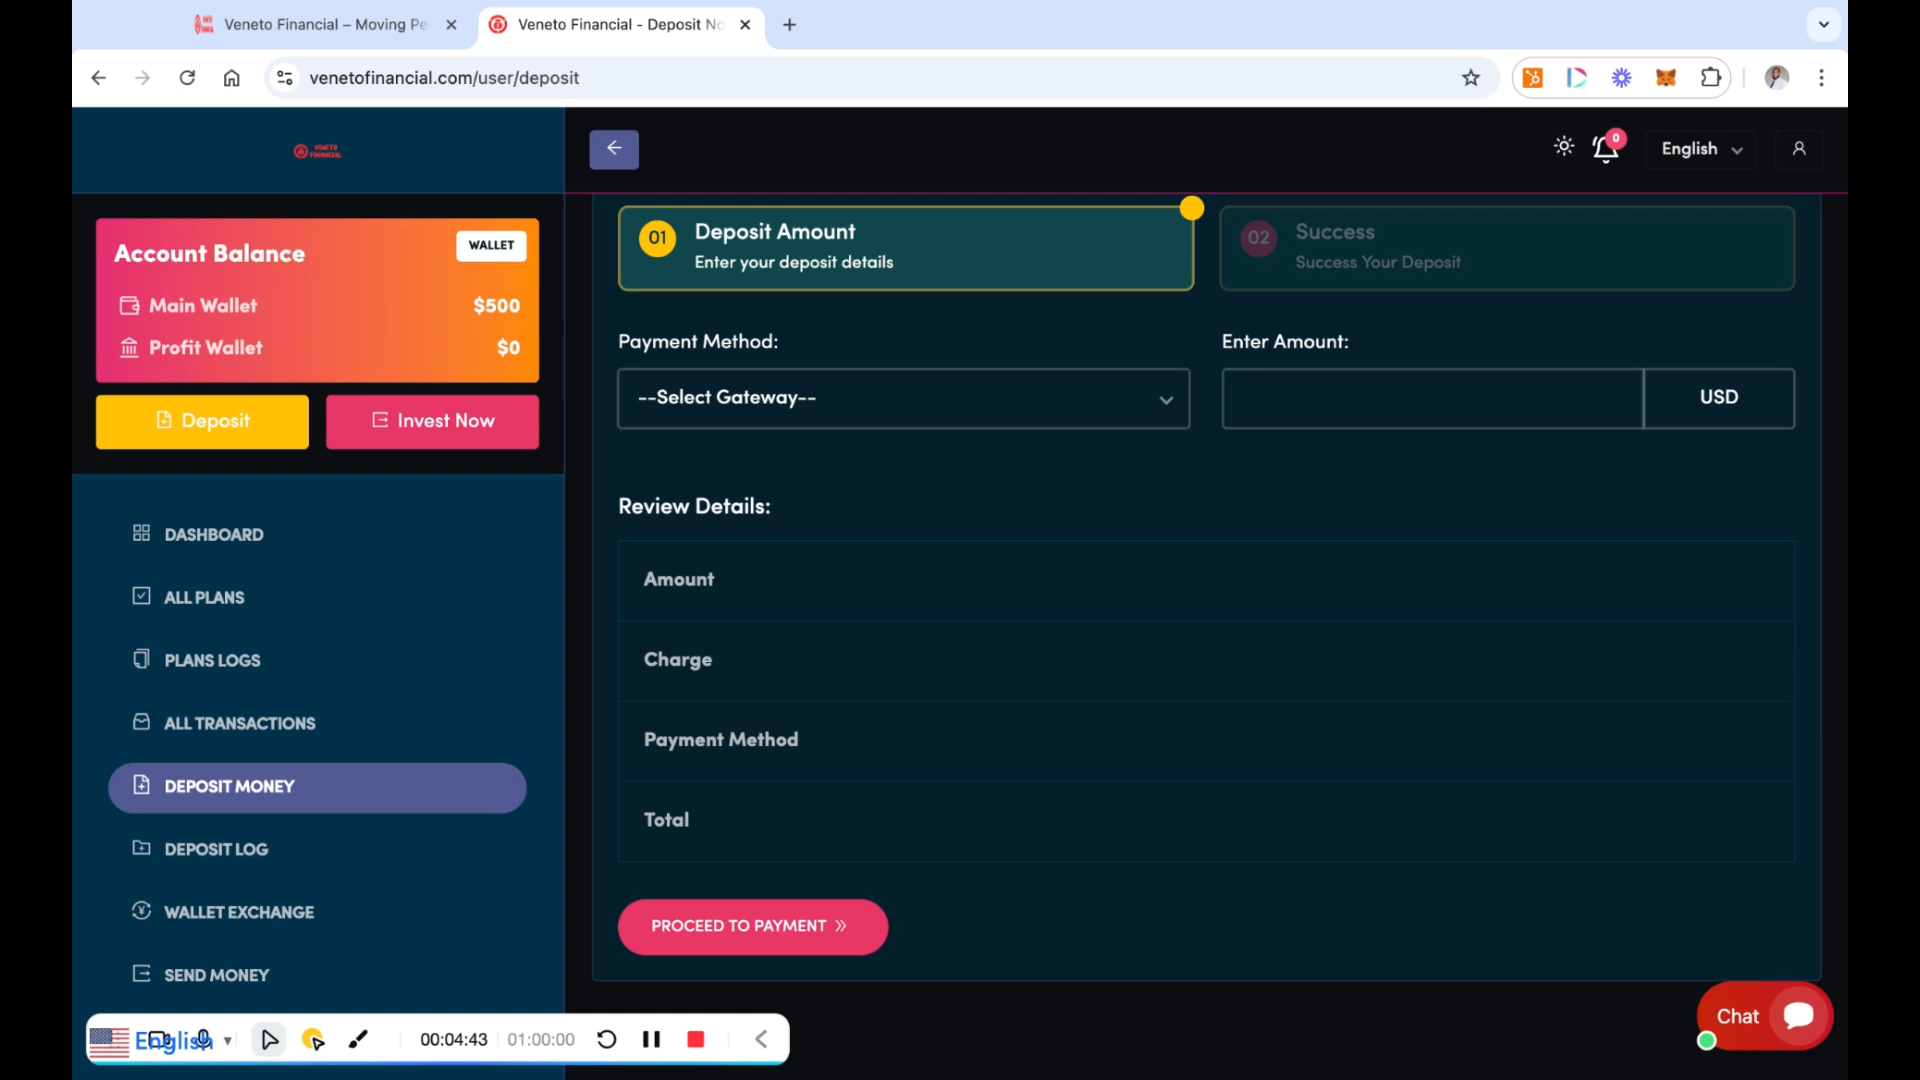 Veneto Financial – Moving Pe
Veneto Financial - Deposit No
venetofinancial.com/user/deposit
VENETO
FINANCIAL
0
English
Account Balance
WALLET
Main Wallet
$500
Profit Wallet
$0
Deposit
Invest Now
01
Deposit Amount
Enter your deposit details
02
Success
Success Your Deposit
Payment Method:
Enter Amount:
--Select Gateway--
USD
Review Details:
Amount
Charge
Payment Method
Total
PROCEED TO PAYMENT
DASHBOARD
ALL PLANS
PLANS LOGS
ALL TRANSACTIONS
DEPOSIT MONEY
DEPOSIT LOG
WALLET EXCHANGE
SEND MONEY
English
00:04:43
01:00:00
Chat